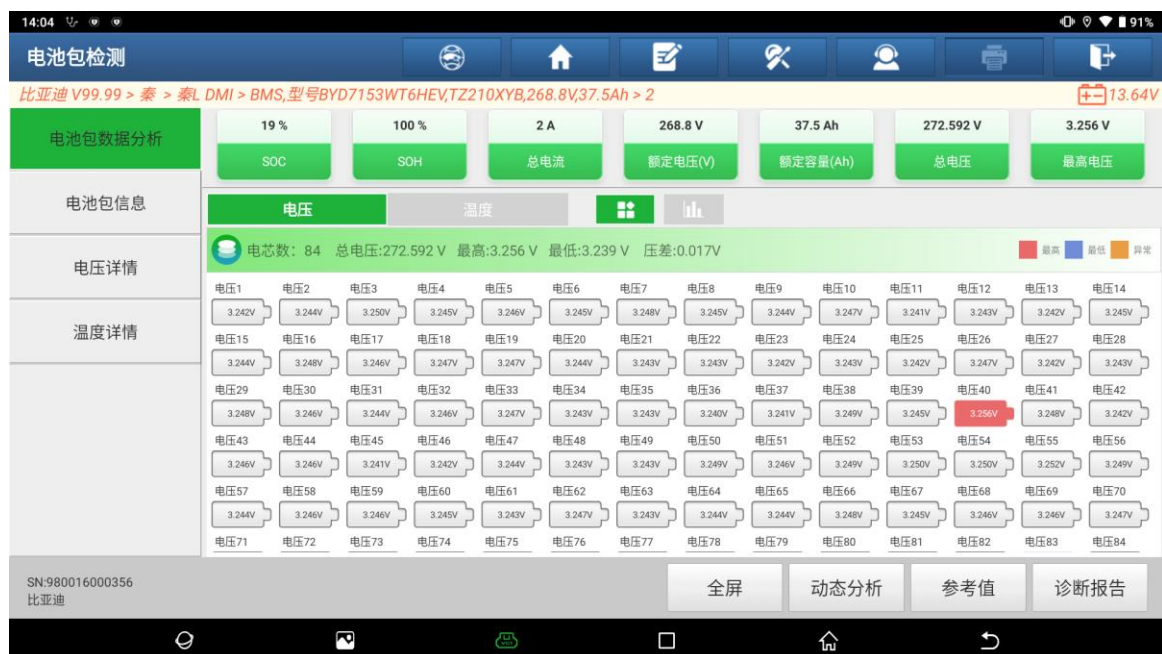 14:04 91%
电池包检测
比亚迪 V99.99 > 秦 > 秦L DMI > BMS,型号BYD7153WT6HEV,TZ210XYB,268.8V,37.5Ah > 2 13.64V
电池包数据分析
电池包信息
电压详情
温度详情
19 % 100 % 2 A 268.8 V 37.5 Ah 272.592 V 3.256 V
SOC SOH 总电流 额定电压(V) 额定容量(Ah) 总电压 最高电压
电压 温度
电芯数：84 总电压:272.592 V 最高:3.256 V 最低:3.239 V 压差:0.017V 最高 最低 异常
电压1 电压2 电压3 电压4 电压5 电压6 电压7 电压8 电压9 电压10 电压11 电压12 电压13 电压14
3.242V 3.244V 3.250V 3.245V 3.246V 3.245V 3.248V 3.245V 3.244V 3.247V 3.241V 3.243V 3.242V 3.245V
电压15 电压16 电压17 电压18 电压19 电压20 电压21 电压22 电压23 电压24 电压25 电压26 电压27 电压28
3.244V 3.248V 3.246V 3.247V 3.247V 3.244V 3.243V 3.243V 3.242V 3.243V 3.242V 3.247V 3.242V 3.243V
电压29 电压30 电压31 电压32 电压33 电压34 电压35 电压36 电压37 电压38 电压39 电压40 电压41 电压42
3.248V 3.246V 3.244V 3.246V 3.247V 3.243V 3.243V 3.240V 3.241V 3.249V 3.245V 3.256V 3.248V 3.242V
电压43 电压44 电压45 电压46 电压47 电压48 电压49 电压50 电压51 电压52 电压53 电压54 电压55 电压56
3.246V 3.246V 3.241V 3.242V 3.244V 3.243V 3.243V 3.249V 3.246V 3.249V 3.250V 3.250V 3.252V 3.249V
电压57 电压58 电压59 电压60 电压61 电压62 电压63 电压64 电压65 电压66 电压67 电压68 电压69 电压70
3.244V 3.246V 3.246V 3.245V 3.243V 3.247V 3.243V 3.244V 3.244V 3.248V 3.245V 3.246V 3.246V 3.247V
电压71 电压72 电压73 电压74 电压75 电压76 电压77 电压78 电压79 电压80 电压81 电压82 电压83 电压84
SN:980016000356
比亚迪
全屏 动态分析 参考值 诊断报告